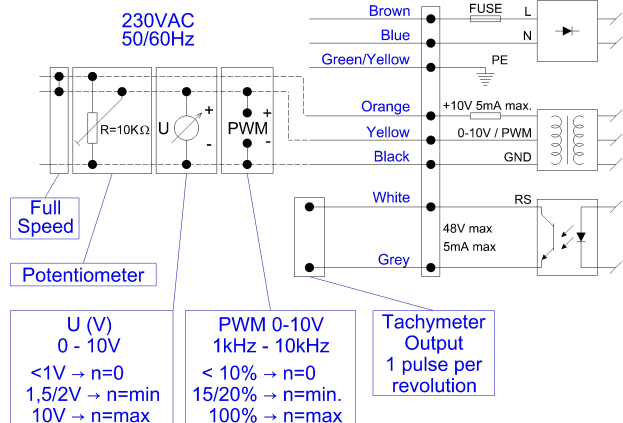 230VAC
50/60Hz
Brown
FUSE
L
Blue
N
Green/Yellow
PE
Orange
+10V 5mA max.
Yellow
0-10V / PWM
Black
GND
R=10KΩ
U
+
-
PWM
+
-
White
RS
48V max
5mA max
Grey
Full
Speed
Potentiometer
U (V)
0 - 10V
<1V → n=0
1,5/2V → n=min
10V → n=max
PWM 0-10V
1kHz - 10kHz
< 10% → n=0
15/20% → n=min.
100% → n=max
Tachymeter
Output
1 pulse per
revolution